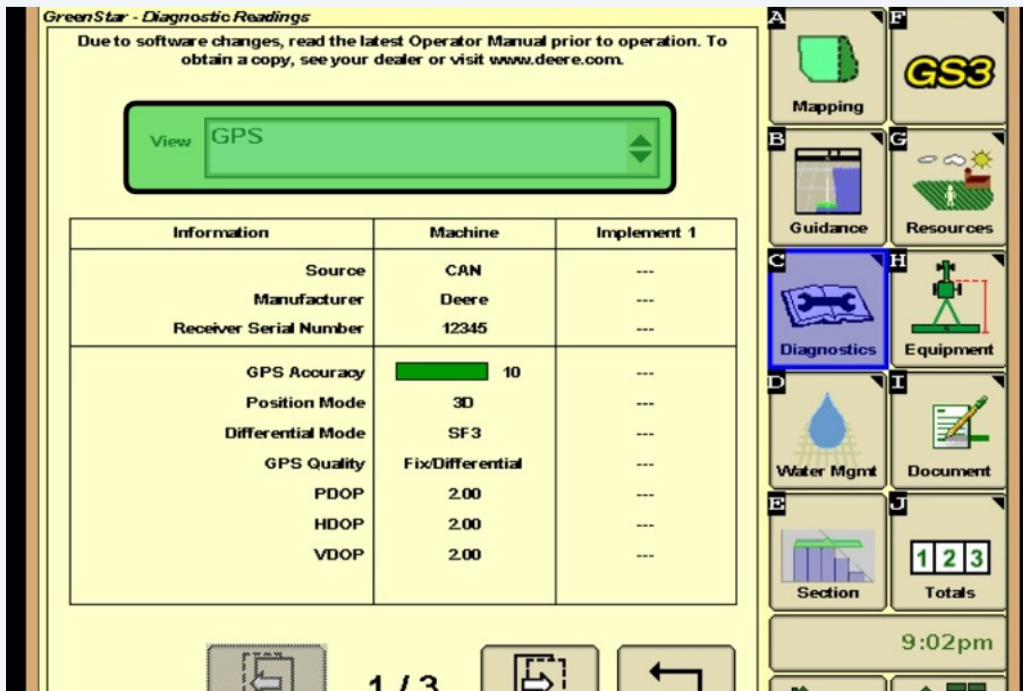 GreenStar - Diagnostic Readings
Due to software changes, read the latest Operator Manual prior to operation. To
obtain a copy, see your dealer or visit www.deere.com.
View GPS
Information Machine Implement 1
Source CAN ---
Manufacturer Deere ---
Receiver Serial Number 12345 ---
GPS Accuracy 10 ---
Position Mode 3D ---
Differential Mode SF3 ---
GPS Quality Fix/Differential ---
PDOP 2.00 ---
HDOP 2.00 ---
VDOP 2.00 ---
1 / 3
A
Mapping
F
GS3
B
Guidance
G
Resources
C
Diagnostics
H
Equipment
D
Water Mgmt
I
Document
E
Section
J
1 2 3
Totals
9:02pm